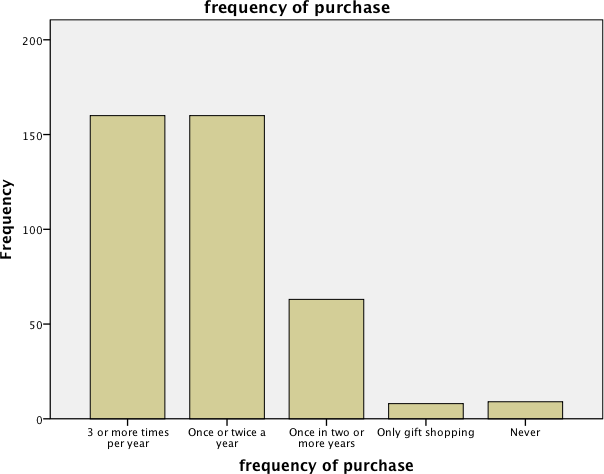 frequency of purchase
Frequency
200
150
100
50
0
3 or more times
per year
Once or twice a
year
Once in two or
more years
Only gift shopping
Never
frequency of purchase